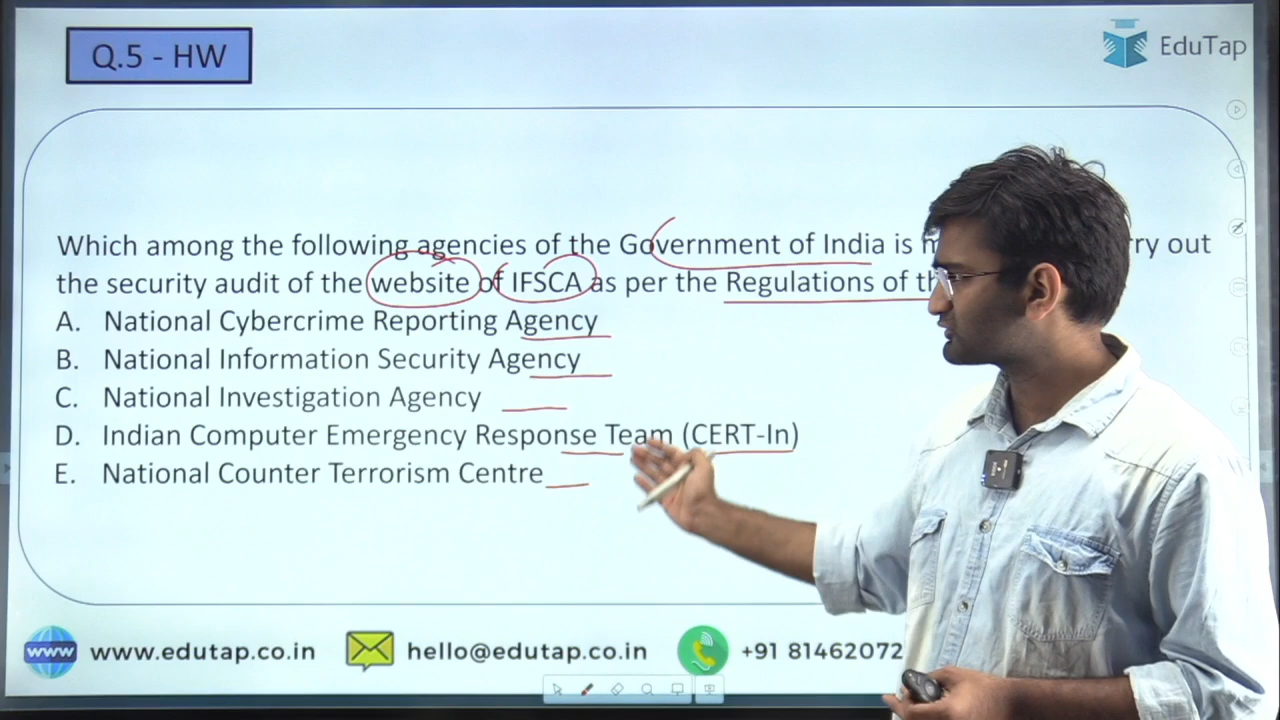 Q.5 - HW
EduTap
Which among the following agencies of the Government of India is
the security audit of the website of IFSCA as per the Regulations of
A. National Cybercrime Reporting Agency
B. National Information Security Agency
C. National Investigation Agency
D. Indian Computer Emergency Response Team (CERT-In)
E. National Counter Terrorism Centre
www www.edutap.co.in hello@edutap.co.in +91 81462072
out